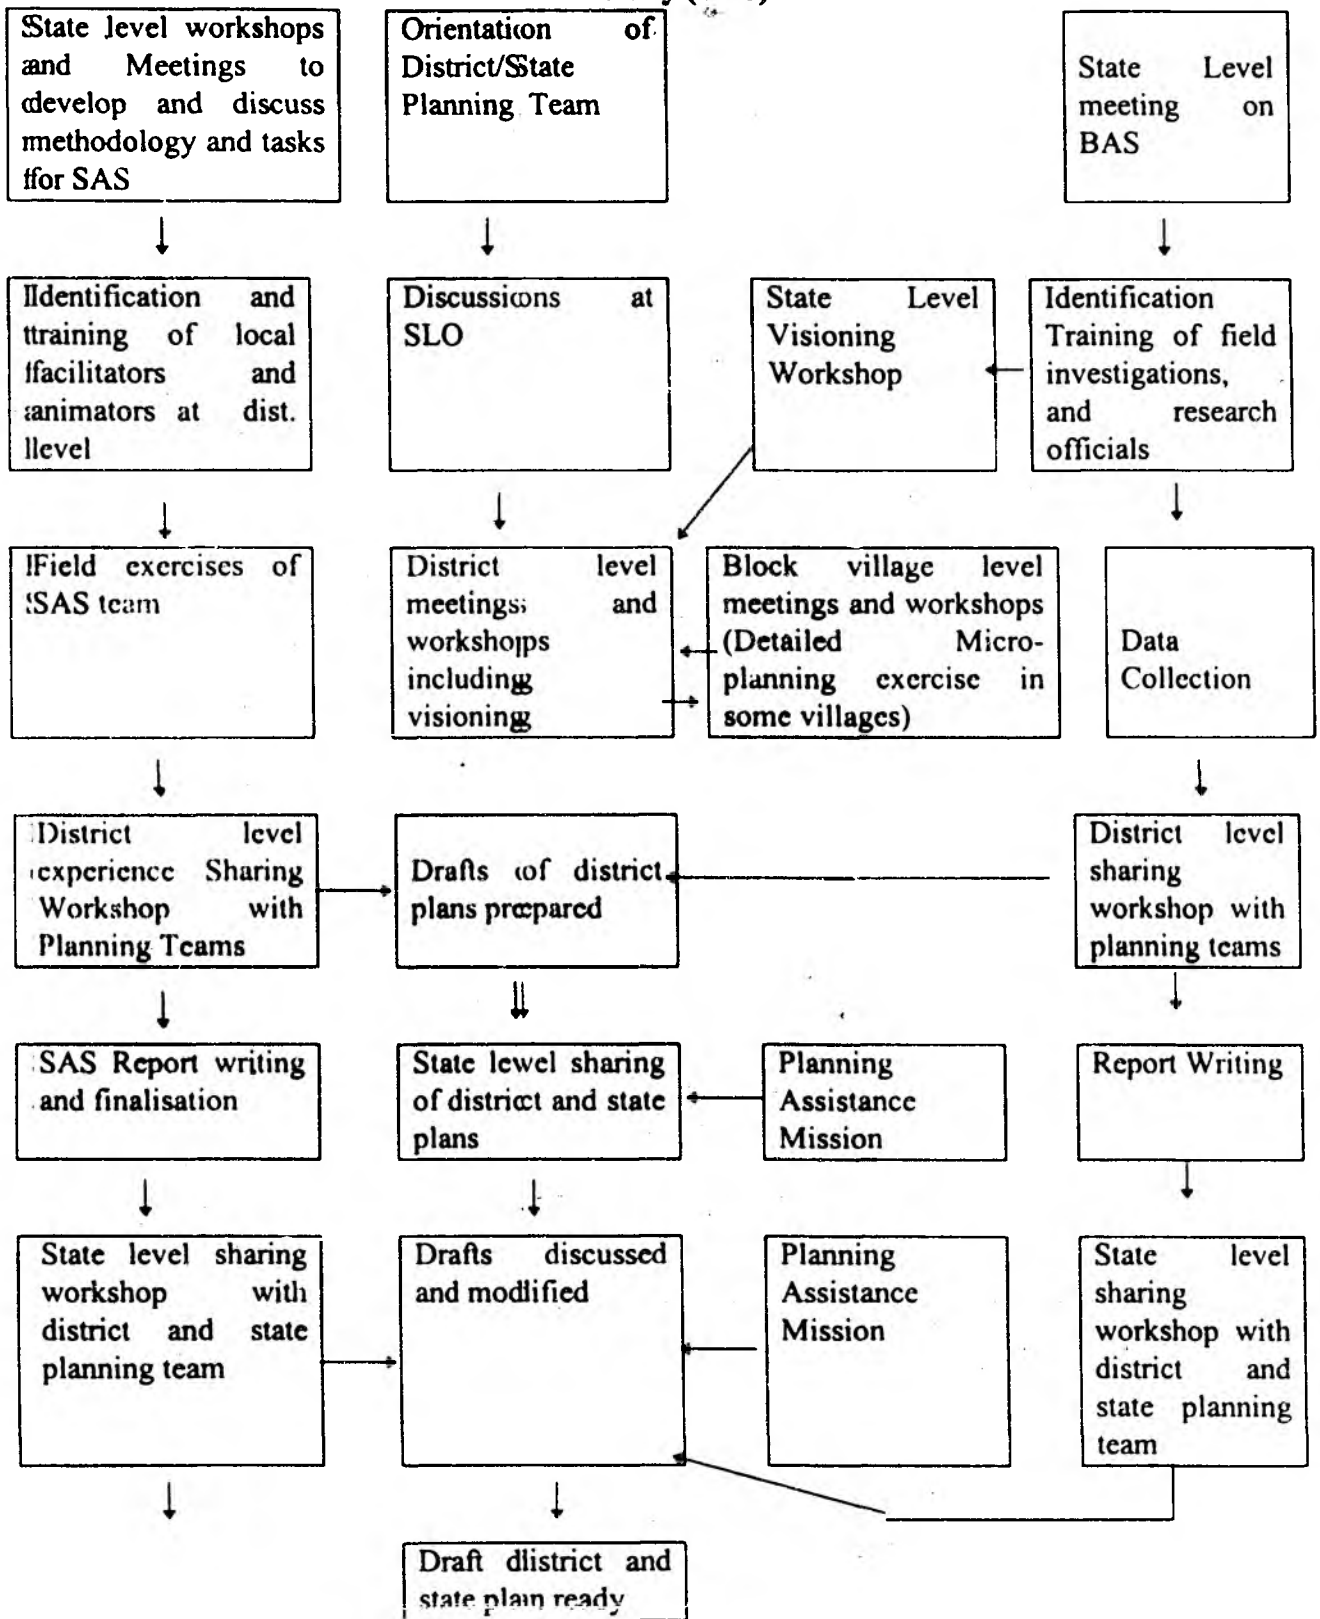 State level workshops
and Meetings to
develop and discuss
methodology and tasks
for SAS
Orientation of
District/State
Planning Team
State Level
meeting on
BAS
Identification and
training of local
facilitators and
animators at dist.
level
Discussions at
SLO
State Level
Visioning
Workshop
Identification
Training of field
investigations,
and research
officials
Field exercises of
SAS team
District level
meetings and
workshops
including
visioning
Block village level
meetings and workshops
(Detailed Micro-
planning exercise in
some villages)
Data
Collection
District level
experience Sharing
Workshop with
Planning Teams
Drafts of district
plans prepared
District level
sharing
workshop with
planning teams
SAS Report writing
and finalisation
State level sharing
of district and state
plans
Planning
Assistance
Mission
Report Writing
State level sharing
workshop with
district and state
planning team
Drafts discussed
and modified
Planning
Assistance
Mission
State level
sharing
workshop with
district and
state planning
team
Draft district and
state plan ready